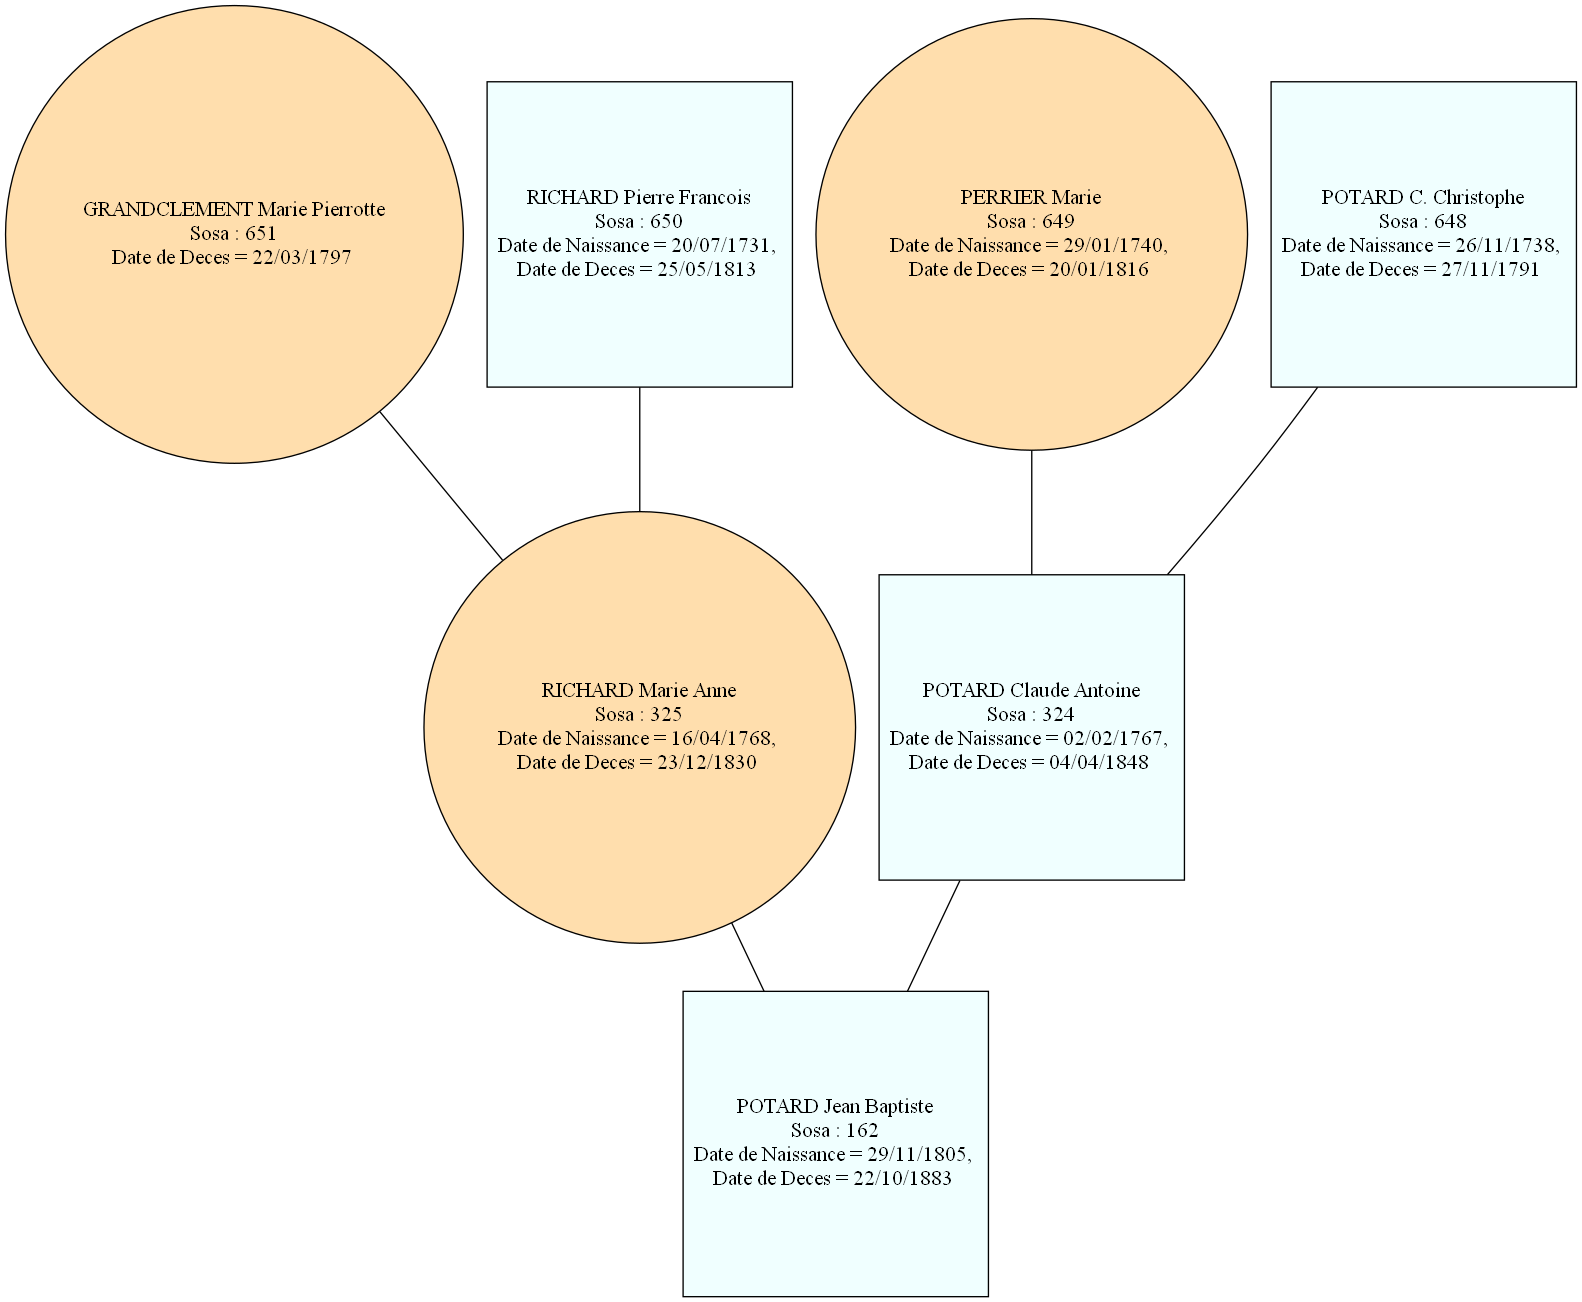 GRANDCLEMENT Marie Pierrotte
Sosa : 651
Date de Deces = 22/03/1797
RICHARD Pierre Francois
Sosa : 650
Date de Naissance = 20/07/1731,
Date de Deces = 25/05/1813
PERRIER Marie
Sosa : 649
Date de Naissance = 29/01/1740,
Date de Deces = 20/01/1816
POTARD C. Christophe
Sosa : 648
Date de Naissance = 26/11/1738,
Date de Deces = 27/11/1791
RICHARD Marie Anne
Sosa : 325
Date de Naissance = 16/04/1768,
Date de Deces = 23/12/1830
POTARD Claude Antoine
Sosa : 324
Date de Naissance = 02/02/1767,
Date de Deces = 04/04/1848
POTARD Jean Baptiste
Sosa : 162
Date de Naissance = 29/11/1805,
Date de Deces = 22/10/1883